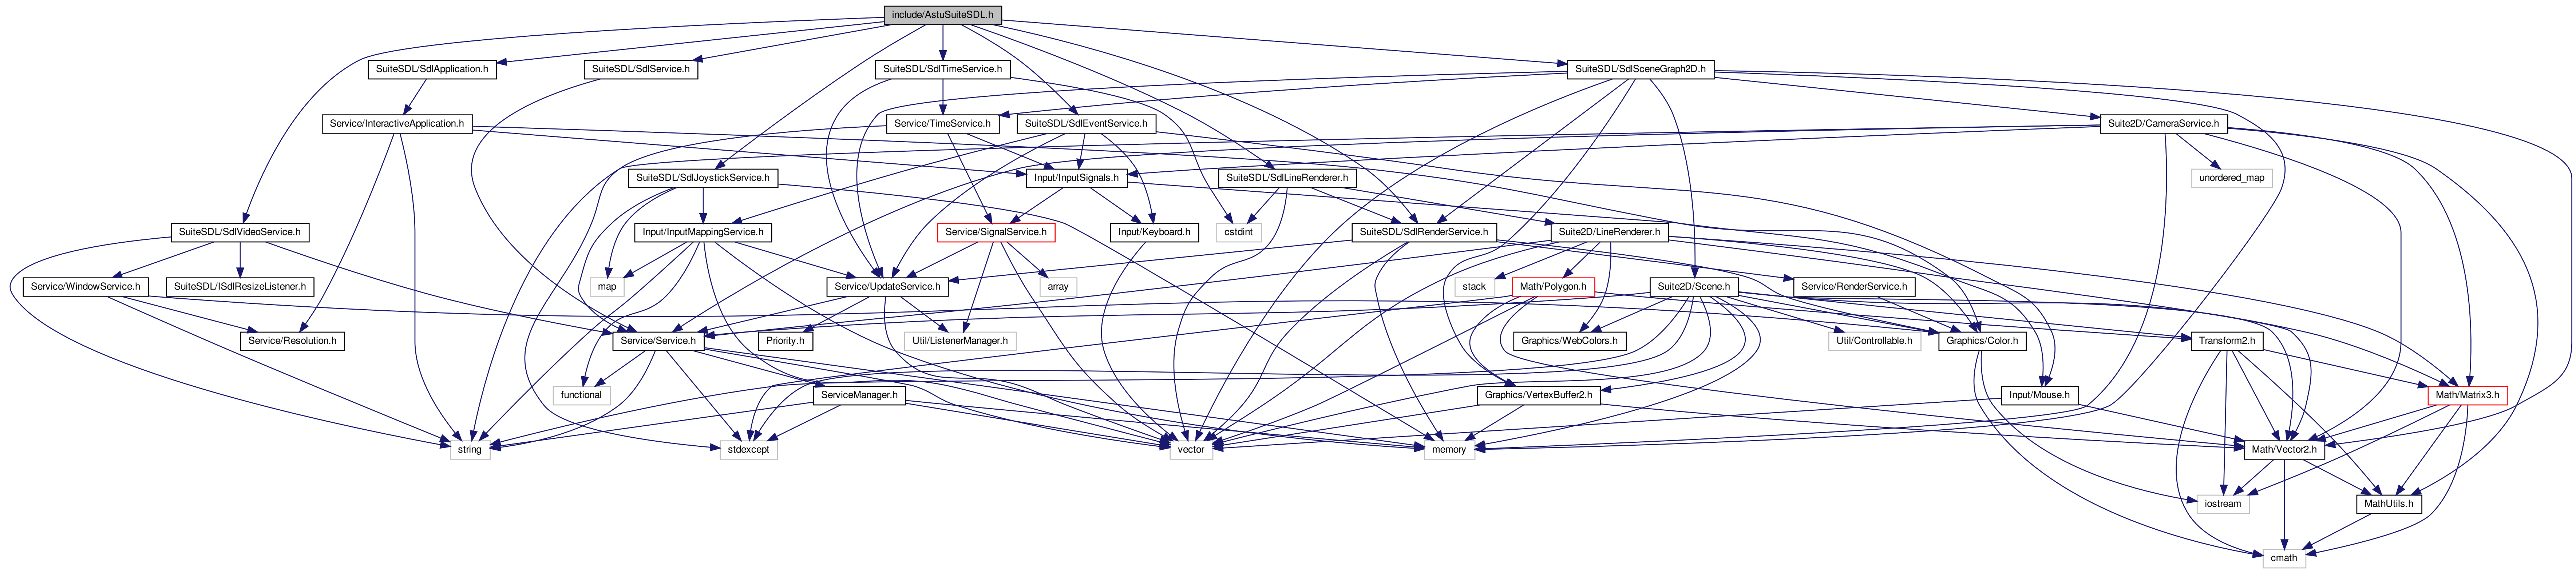 include/AstuSuiteSDL.h
SuiteSDL/SdlApplication.h
SuiteSDL/SdlService.h
SuiteSDL/SdlTimeService.h
SuiteSDL/SdlSceneGraph2D.h
Service/InteractiveApplication.h
Service/TimeService.h
SuiteSDL/SdlEventService.h
Suite2D/CameraService.h
SuiteSDL/SdlJoystickService.h
Input/InputSignals.h
SuiteSDL/SdlLineRenderer.h
unordered_map
SuiteSDL/SdlVideoService.h
Input/InputMappingService.h
Service/SignalService.h
Input/Keyboard.h
cstdint
SuiteSDL/SdlRenderService.h
Suite2D/LineRenderer.h
Service/WindowService.h
SuiteSDL/ISdlResizeListener.h
map
Service/UpdateService.h
array
stack
Math/Polygon.h
Suite2D/Scene.h
Service/RenderService.h
Service/Resolution.h
Service/Service.h
Priority.h
Util/ListenerManager.h
Graphics/WebColors.h
Util/Controllable.h
Graphics/Color.h
Transform2.h
functional
ServiceManager.h
Graphics/VertexBuffer2.h
Input/Mouse.h
Math/Matrix3.h
string
stdexcept
vector
memory
Math/Vector2.h
iostream
MathUtils.h
cmath